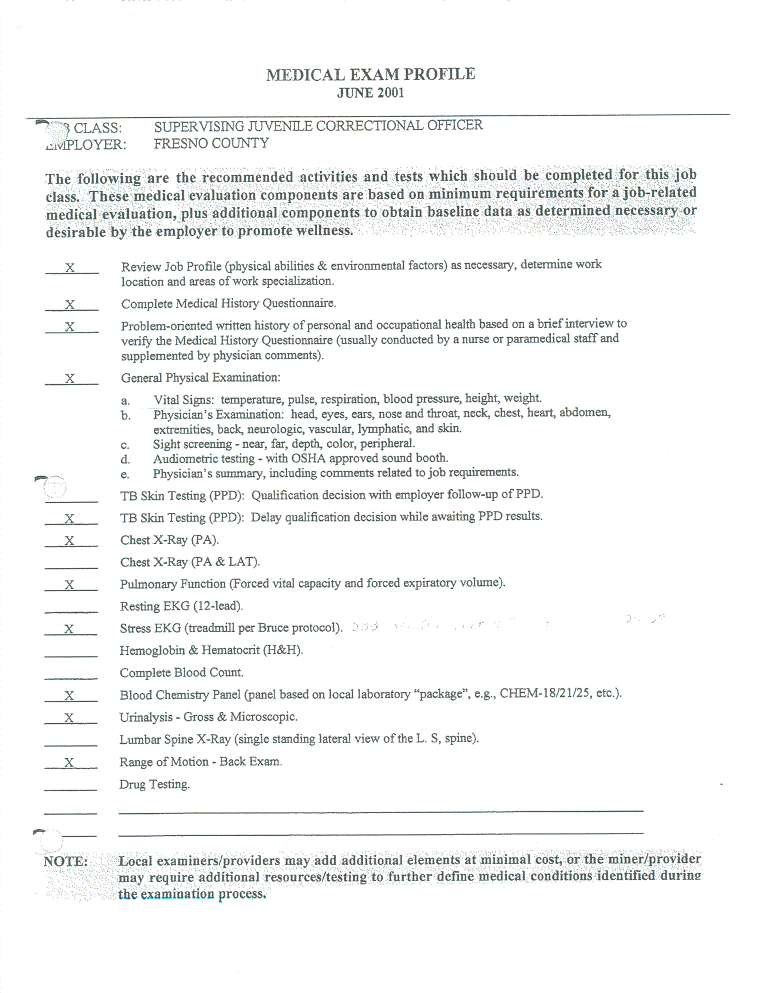 MEDICAL EXAM PROFILE
JUNE 2001
CLASS: SUPERVISING JUVENILE CORRECTIONAL OFFICER
EMPLOYER: FRESNO COUNTY
The following are the recommended activities and tests which should be completed for this job
class. These medical evaluation components are based on minimum requirements for a job-related
medical evaluation, plus additional components to obtain baseline data as determined necessary or
desirable by the employer to promote wellness.
X Review Job Profile (physical abilities & environmental factors) as necessary, determine work
location and areas of work specialization.
X Complete Medical History Questionnaire.
X Problem-oriented written history of personal and occupational health based on a brief interview to
verify the Medical History Questionnaire (usually conducted by a nurse or paramedical staff and
supplemented by physician comments).
X General Physical Examination:
a. Vital Signs: temperature, pulse, respiration, blood pressure, height, weight.
b. Physician's Examination: head, eyes, ears, nose and throat, neck, chest, heart, abdomen,
extremities, back, neurologic, vascular, lymphatic, and skin.
c. Sight screening - near, far, depth, color, peripheral.
d. Audiometric testing - with OSHA approved sound booth.
e. Physician's summary, including comments related to job requirements.
TB Skin Testing (PPD): Qualification decision with employer follow-up of PPD.
X TB Skin Testing (PPD): Delay qualification decision while awaiting PPD results.
X Chest X-Ray (PA).
Chest X-Ray (PA & LAT).
X Pulmonary Function (Forced vital capacity and forced expiratory volume).
Resting EKG (12-lead).
X Stress EKG (treadmill per Bruce protocol).
Hemoglobin & Hematocrit (H&H).
Complete Blood Count.
X Blood Chemistry Panel (panel based on local laboratory "package", e.g., CHEM-18/21/25, etc.).
X Urinalysis - Gross & Microscopic.
Lumbar Spine X-Ray (single standing lateral view of the L. S, spine).
X Range of Motion - Back Exam.
Drug Testing.
NOTE: Local examiners/providers may add additional elements at minimal cost, or the miner/provider
may require additional resources/testing to further define medical conditions identified during
the examination process.